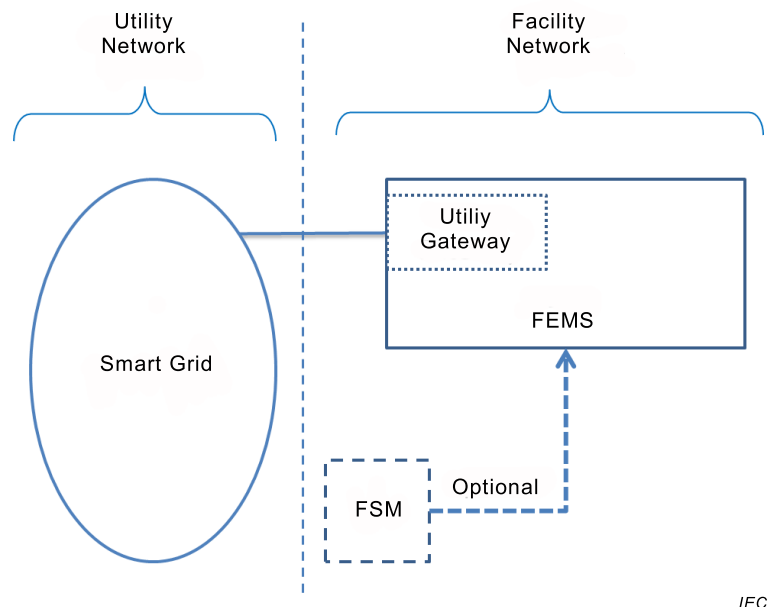 Utility
Network
Facility
Network
Utiliy
Gateway
FEMS
Smart Grid
Optional
FSM
IEC